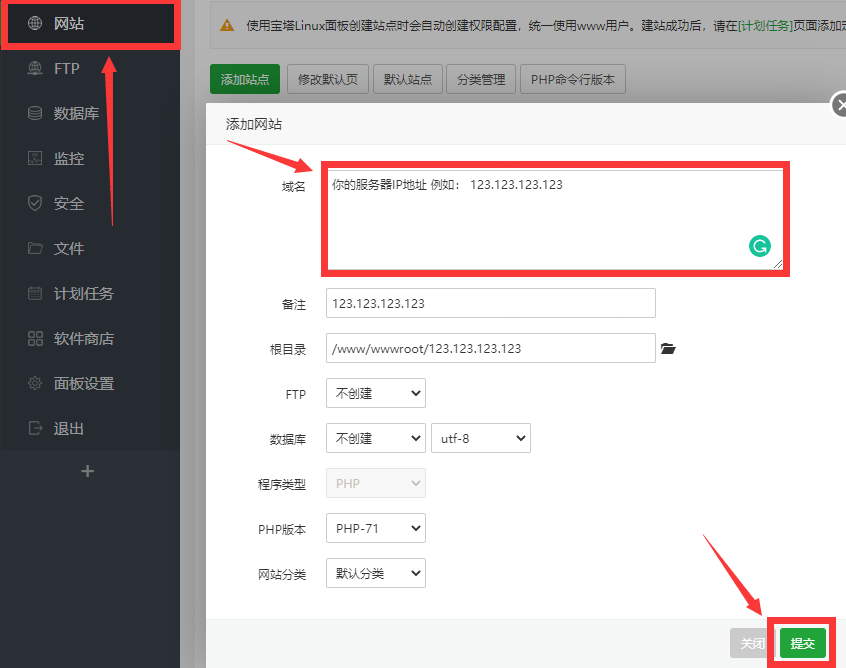 网站
FTP
数据库
监控
安全
文件
计划任务
软件商店
面板设置
退出
使用宝塔Linux面板创建站点时会自动创建权限配置，统一使用www用户。建站成功后，请在[计划任务]页面添加定
添加站点 修改默认页 默认站点 分类管理 PHP命令行版本
添加网站
域名 你的服务器IP地址 例如： 123.123.123.123
备注 123.123.123.123
根目录 /www/wwwroot/123.123.123.123
FTP 不创建
数据库 不创建 utf-8
程序类型 PHP
PHP版本 PHP-71
网站分类 默认分类
关闭 提交